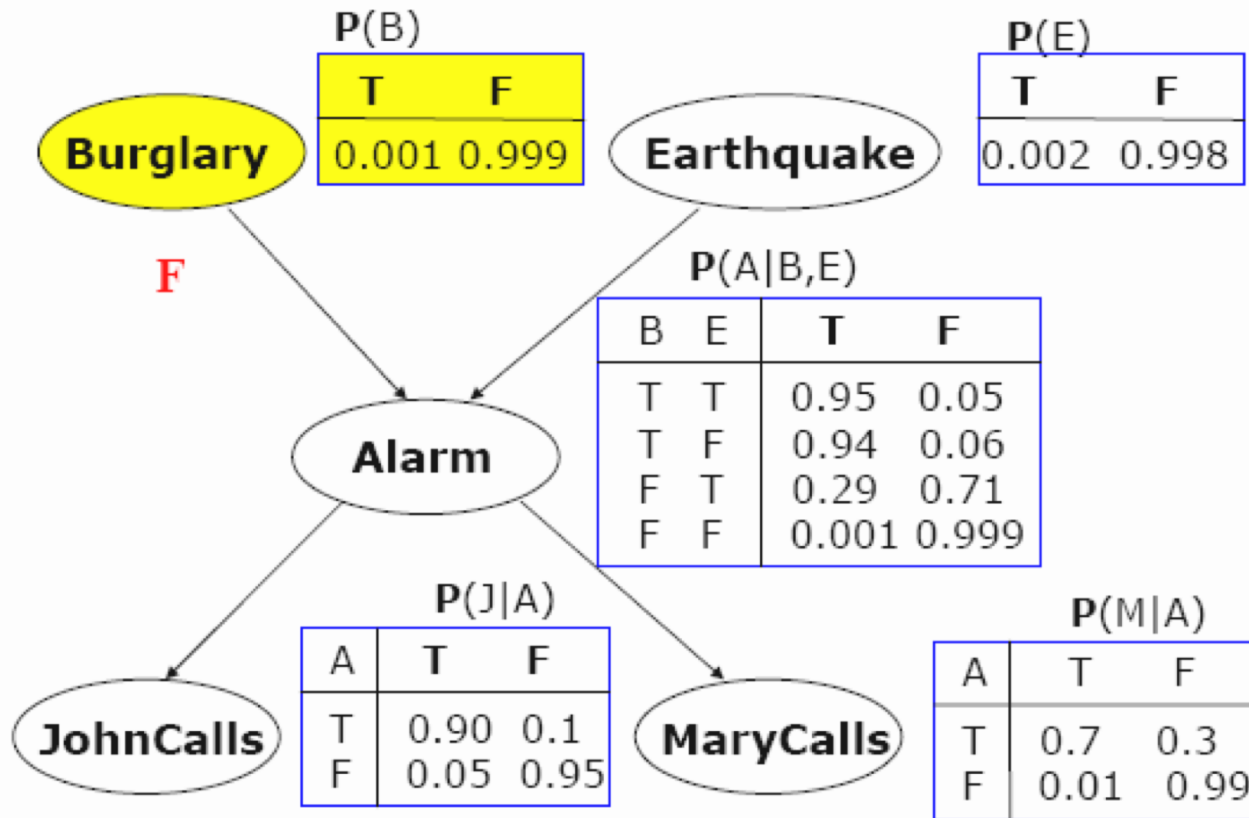 P(B)
T F
0.001 0.999
Burglary
P(E)
T F
0.002 0.998
Earthquake
F
P(A|B,E)
B E T F
T T 0.95 0.05
T F 0.94 0.06
F T 0.29 0.71
F F 0.001 0.999
Alarm
P(J|A)
A T F
T 0.90 0.1
F 0.05 0.95
JohnCalls
P(M|A)
A T F
T 0.7 0.3
F 0.01 0.99
MaryCalls